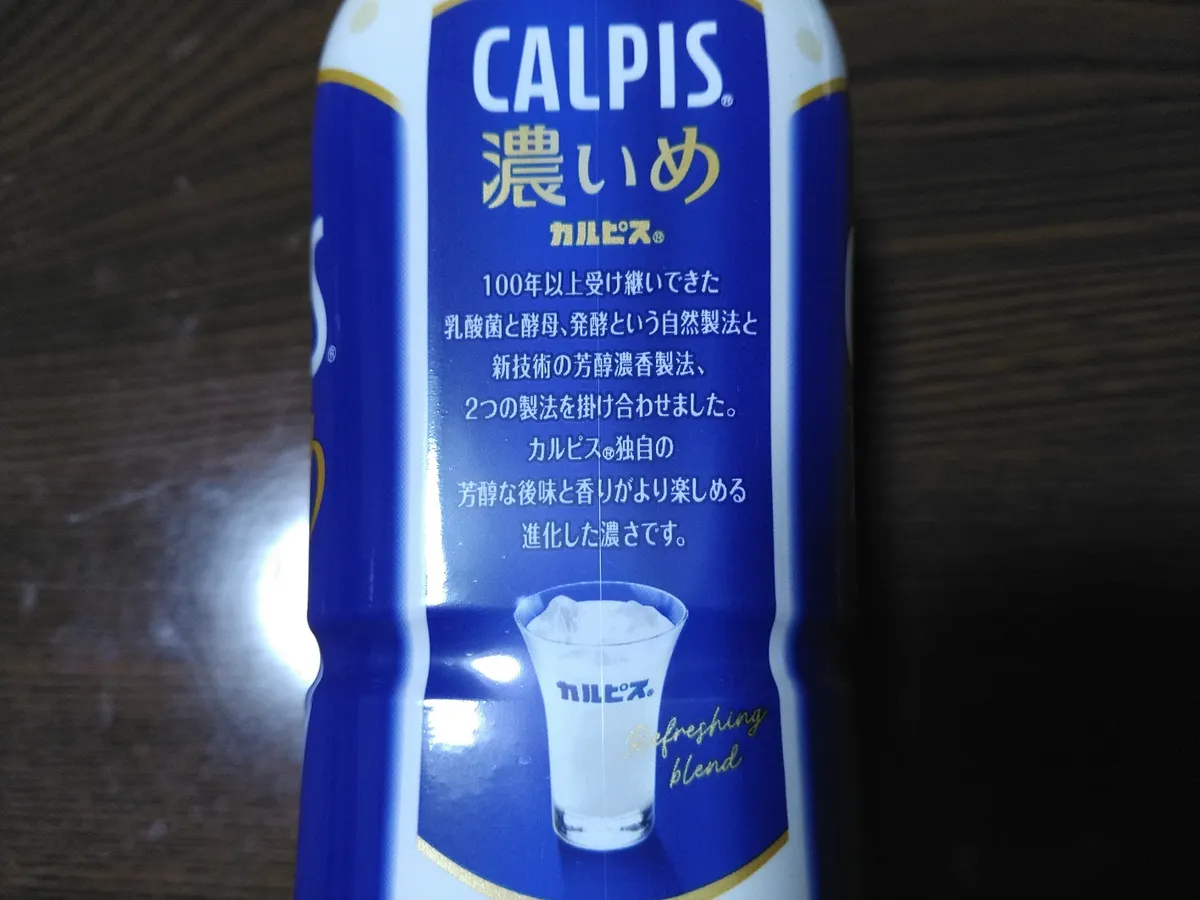 CALPIS®
濃いめ
カルピス®
100年以上受け継いできた
乳酸菌と酵母、発酵という自然製法と
新技術の芳醇濃香製法、
2つの製法を掛け合わせました。
カルピス®独自の
芳醇な後味と香りがより楽しめる
進化した濃さです。
カルピス®
Refreshing
blend